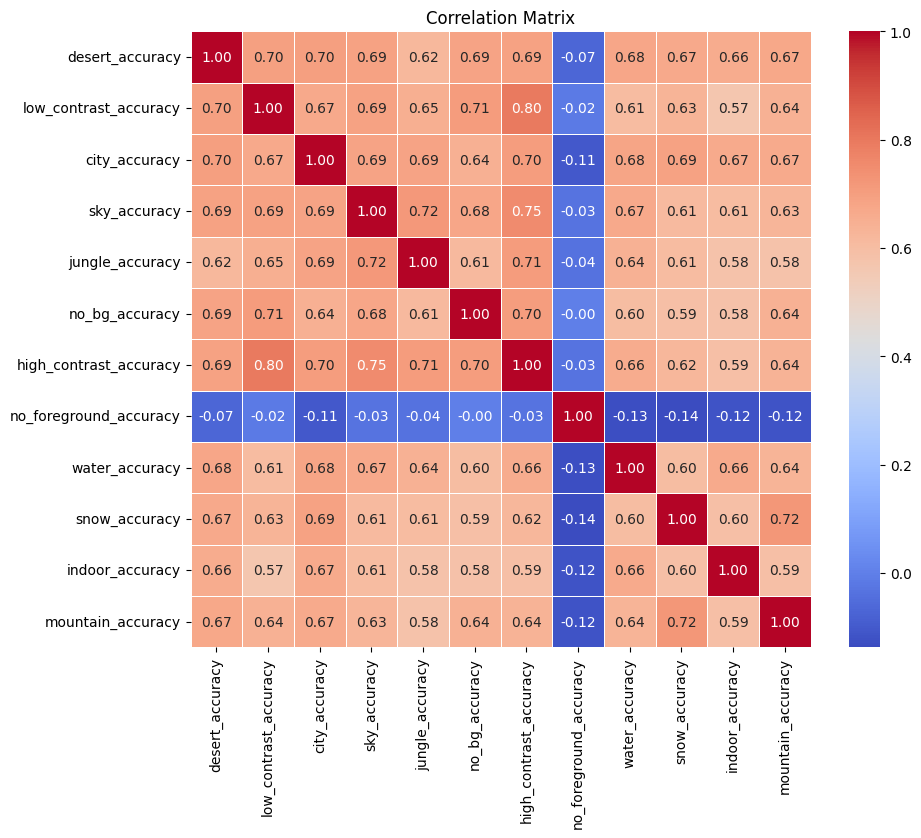 Correlation Matrix
desert_accuracy 1.00 0.70 0.70 0.69 0.62 0.69 0.69 -0.07 0.68 0.67 0.66 0.67
low_contrast_accuracy 0.70 1.00 0.67 0.69 0.65 0.71 0.80 -0.02 0.61 0.63 0.57 0.64
city_accuracy 0.70 0.67 1.00 0.69 0.69 0.64 0.70 -0.11 0.68 0.69 0.67 0.67
sky_accuracy 0.69 0.69 0.69 1.00 0.72 0.68 0.75 -0.03 0.67 0.61 0.61 0.63
jungle_accuracy 0.62 0.65 0.69 0.72 1.00 0.61 0.71 -0.04 0.64 0.61 0.58 0.58
no_bg_accuracy 0.69 0.71 0.64 0.68 0.61 1.00 0.70 -0.00 0.60 0.59 0.58 0.64
high_contrast_accuracy 0.69 0.80 0.70 0.75 0.71 0.70 1.00 -0.03 0.66 0.62 0.59 0.64
no_foreground_accuracy -0.07 -0.02 -0.11 -0.03 -0.04 -0.00 -0.03 1.00 -0.13 -0.14 -0.12 -0.12
water_accuracy 0.68 0.61 0.68 0.67 0.64 0.60 0.66 -0.13 1.00 0.60 0.66 0.64
snow_accuracy 0.67 0.63 0.69 0.61 0.61 0.59 0.62 -0.14 0.60 1.00 0.60 0.72
indoor_accuracy 0.66 0.57 0.67 0.61 0.58 0.58 0.59 -0.12 0.66 0.60 1.00 0.59
mountain_accuracy 0.67 0.64 0.67 0.63 0.58 0.64 0.64 -0.12 0.64 0.72 0.59 1.00
desert_accuracy
low_contrast_accuracy
city_accuracy
sky_accuracy
jungle_accuracy
no_bg_accuracy
high_contrast_accuracy
no_foreground_accuracy
water_accuracy
snow_accuracy
indoor_accuracy
mountain_accuracy
1.0
0.8
0.6
0.4
0.2
0.0